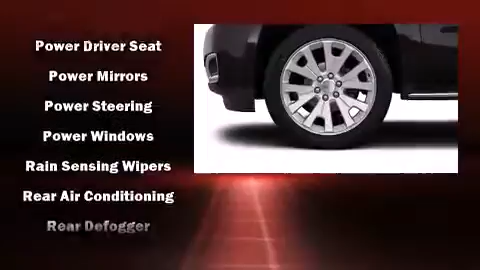 Power Driver Seat
Power Mirrors
Power Steering
Power Windows
Rain Sensing Wipers
Rear Air Conditioning
Rear Defogger